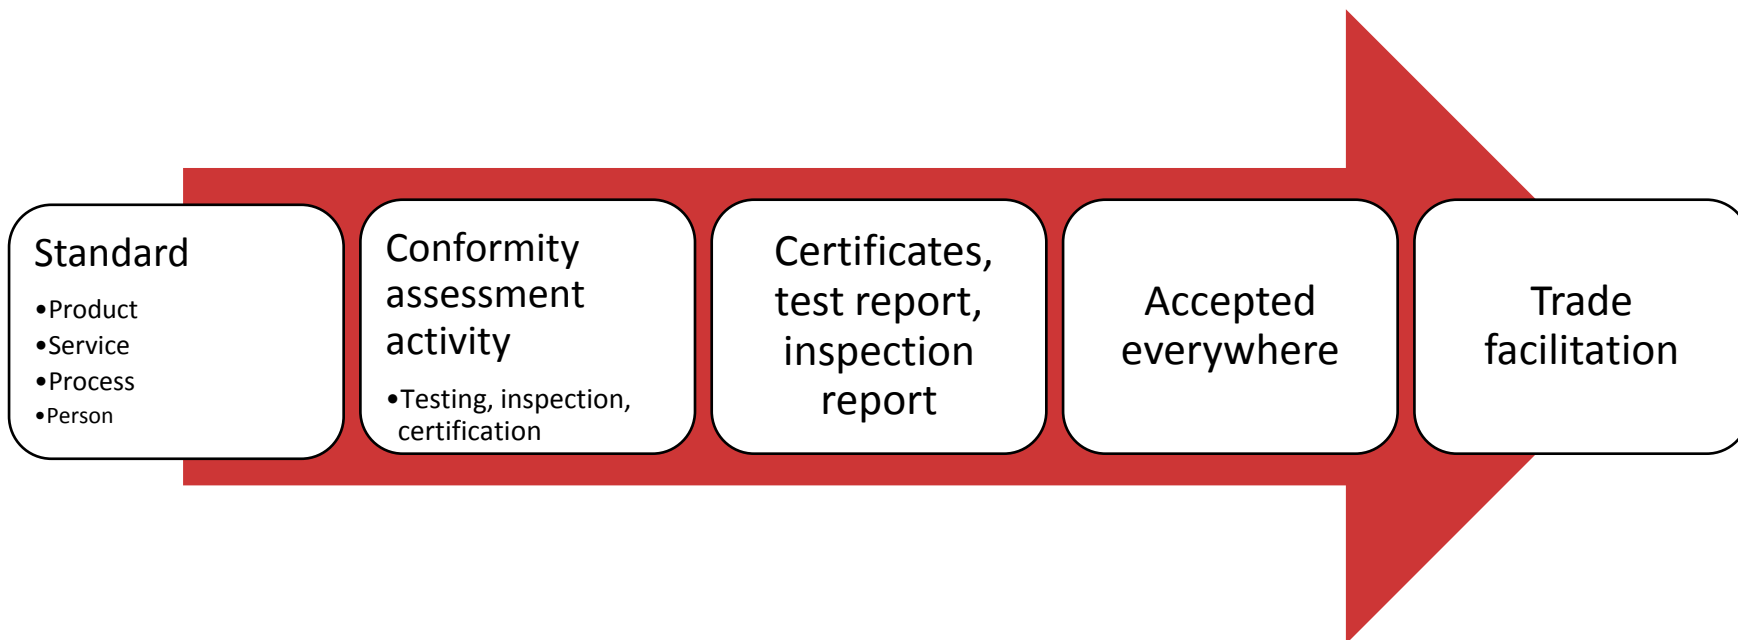 Standard
•Product
•Service
•Process
•Person
Conformity
assessment
activity
•Testing, inspection,
certification
Certificates,
test report,
inspection
report
Accepted
everywhere
Trade
facilitation